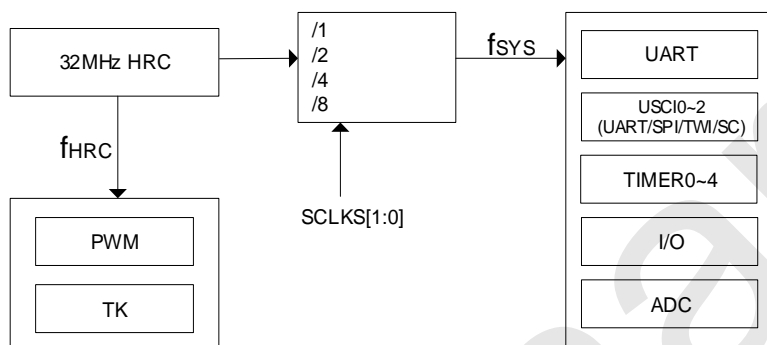 32MHz HRC
/1
/2
/4
/8
fSYS
fHRC
SCLKS[1:0]
PWM
TK
UART
USCI0~2
(UART/SPI/TWI/SC)
TIMER0~4
I/O
ADC